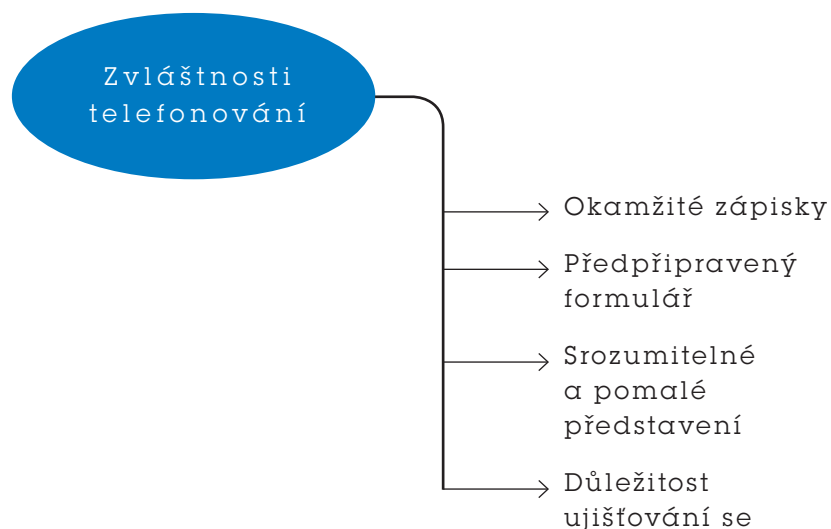 Zvláštnosti
telefonování
Okamžité zápisky
Předpřipravený
formulář
Srozumitelné
a pomalé
představení
Důležitost
ujišťování se